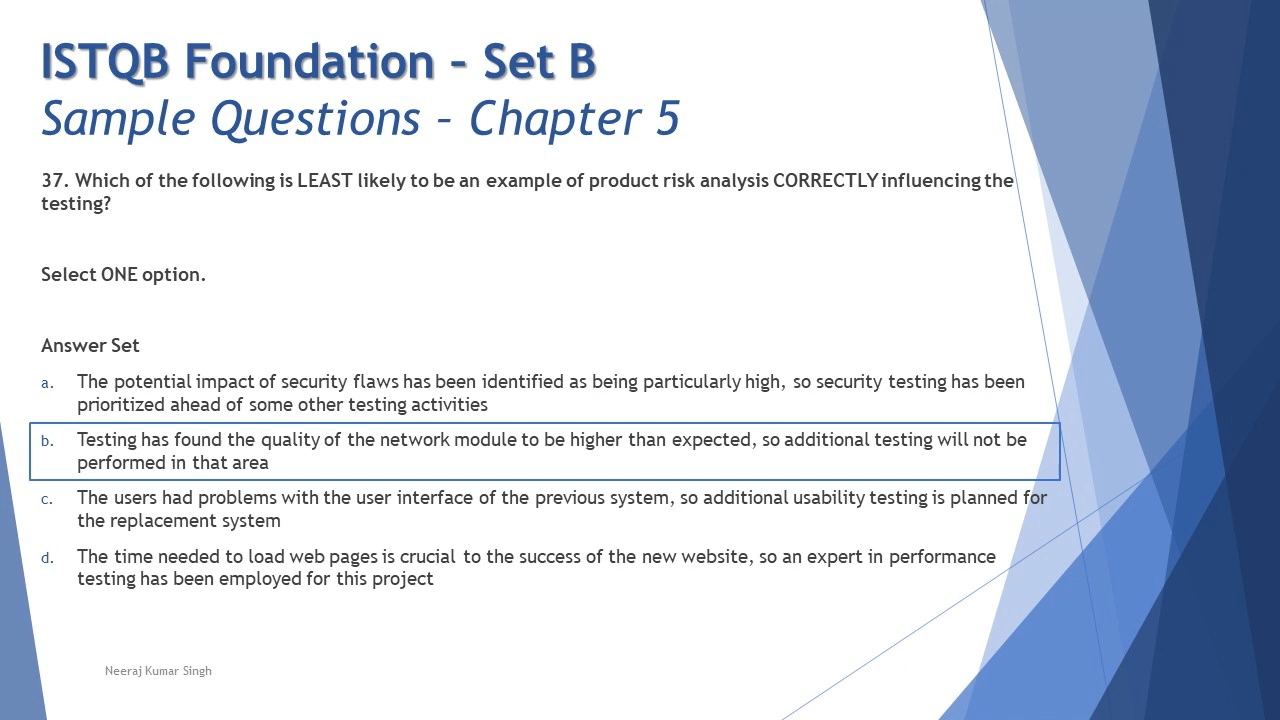 ISTQB Foundation – Set B
Sample Questions – Chapter 5
37. Which of the following is LEAST likely to be an example of product risk analysis CORRECTLY influencing the
testing?
Select ONE option.
Answer Set
a. The potential impact of security flaws has been identified as being particularly high, so security testing has been
prioritized ahead of some other testing activities
b. Testing has found the quality of the network module to be higher than expected, so additional testing will not be
performed in that area
c. The users had problems with the user interface of the previous system, so additional usability testing is planned for
the replacement system
d. The time needed to load web pages is crucial to the success of the new website, so an expert in performance
testing has been employed for this project
Neeraj Kumar Singh